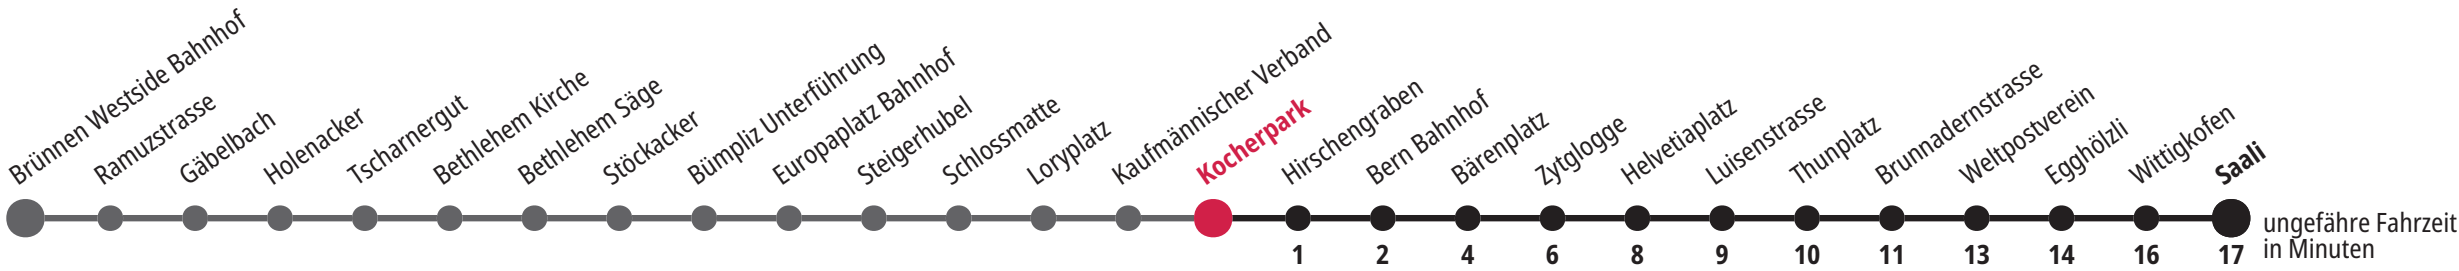 Brünnen Westside Bahnhof
Ramuzstrasse
Gäbelbach
Holenacker
Tscharnergut
Bethlehem Kirche
Bethlehem Säge
Stöckacker
Bümpliz Unterführung
Europaplatz Bahnhof
Steigerhubel
Schlossmatte
Loryplatz
Kaufmännischer Verband
Kocherpark
Hirschengraben
Bern Bahnhof
Bärenplatz
Zytglogge
Helvetiaplatz
Luisenstrasse
Thunplatz
Brunnadernstrasse
Weltpostverein
Egghölzli
Wittigkofen
Saali
1 2 4 6 8 9 10 11 13 14 16 17
ungefähre Fahrzeit
in Minuten